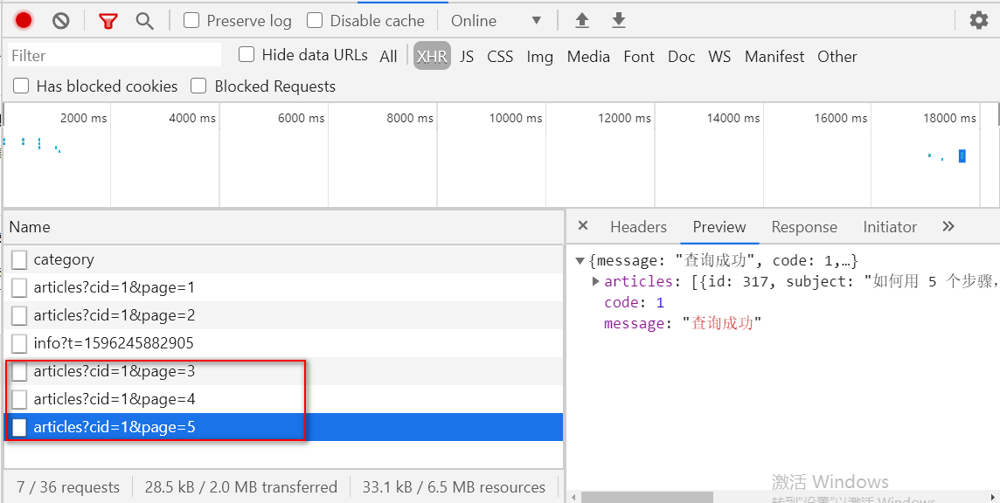 Preserve log Disable cache Online
Filter Hide data URLs All XHR JS CSS Img Media Font Doc WS Manifest Other
Has blocked cookies Blocked Requests
2000 ms 4000 ms 6000 ms 8000 ms 10000 ms 12000 ms 14000 ms 16000 ms 18000 ms
Name
category
articles?cid=1&page=1
articles?cid=1&page=2
info?t=1596245882905
articles?cid=1&page=3
articles?cid=1&page=4
articles?cid=1&page=5
7 / 36 requests 28.5 kB / 2.0 MB transferred 33.1 kB / 6.5 MB resources
Headers Preview Response Initiator
{message: "查询成功", code: 1,…}
articles: [{id: 317, subject: "如何用 5 个步骤,
code: 1
message: "查询成功"
激活 Windows
转到"设置"以激活 Windows